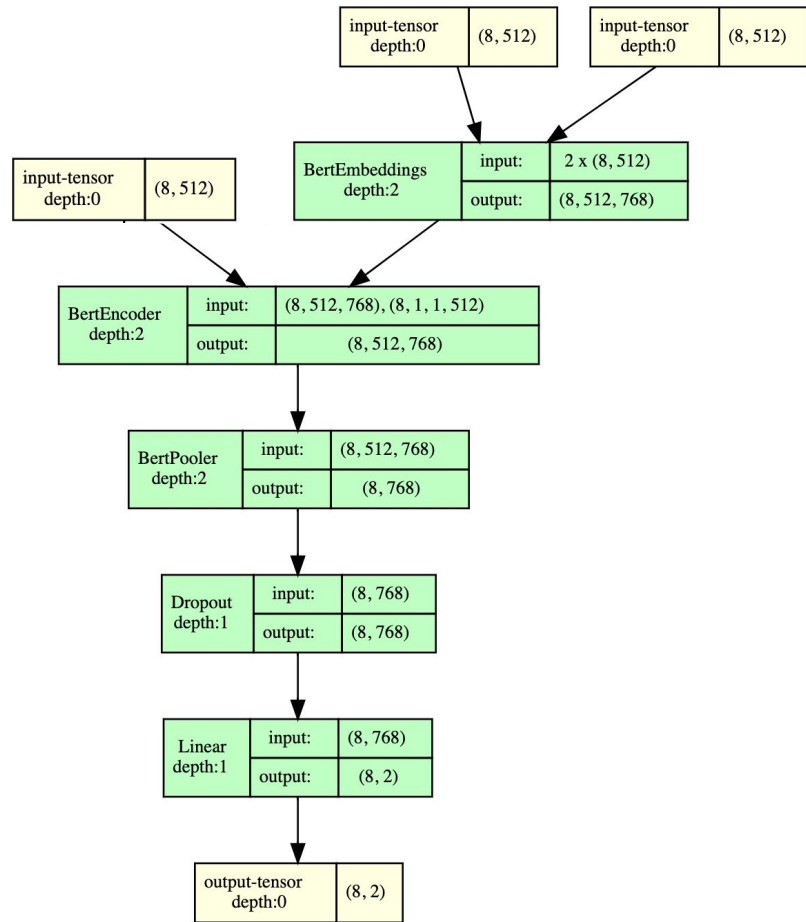 input-tensor
depth:0
(8, 512)
input-tensor
depth:0
(8, 512)
BertEmbeddings
depth:2
input:
2 x (8, 512)
output:
(8, 512, 768)
input-tensor
depth:0
(8, 512)
BertEncoder
depth:2
input:
(8, 512, 768), (8, 1, 1, 512)
output:
(8, 512, 768)
BertPooler
depth:2
input:
(8, 512, 768)
output:
(8, 768)
Dropout
depth:1
input:
(8, 768)
output:
(8, 768)
Linear
depth:1
input:
(8, 768)
output:
(8, 2)
output-tensor
depth:0
(8, 2)